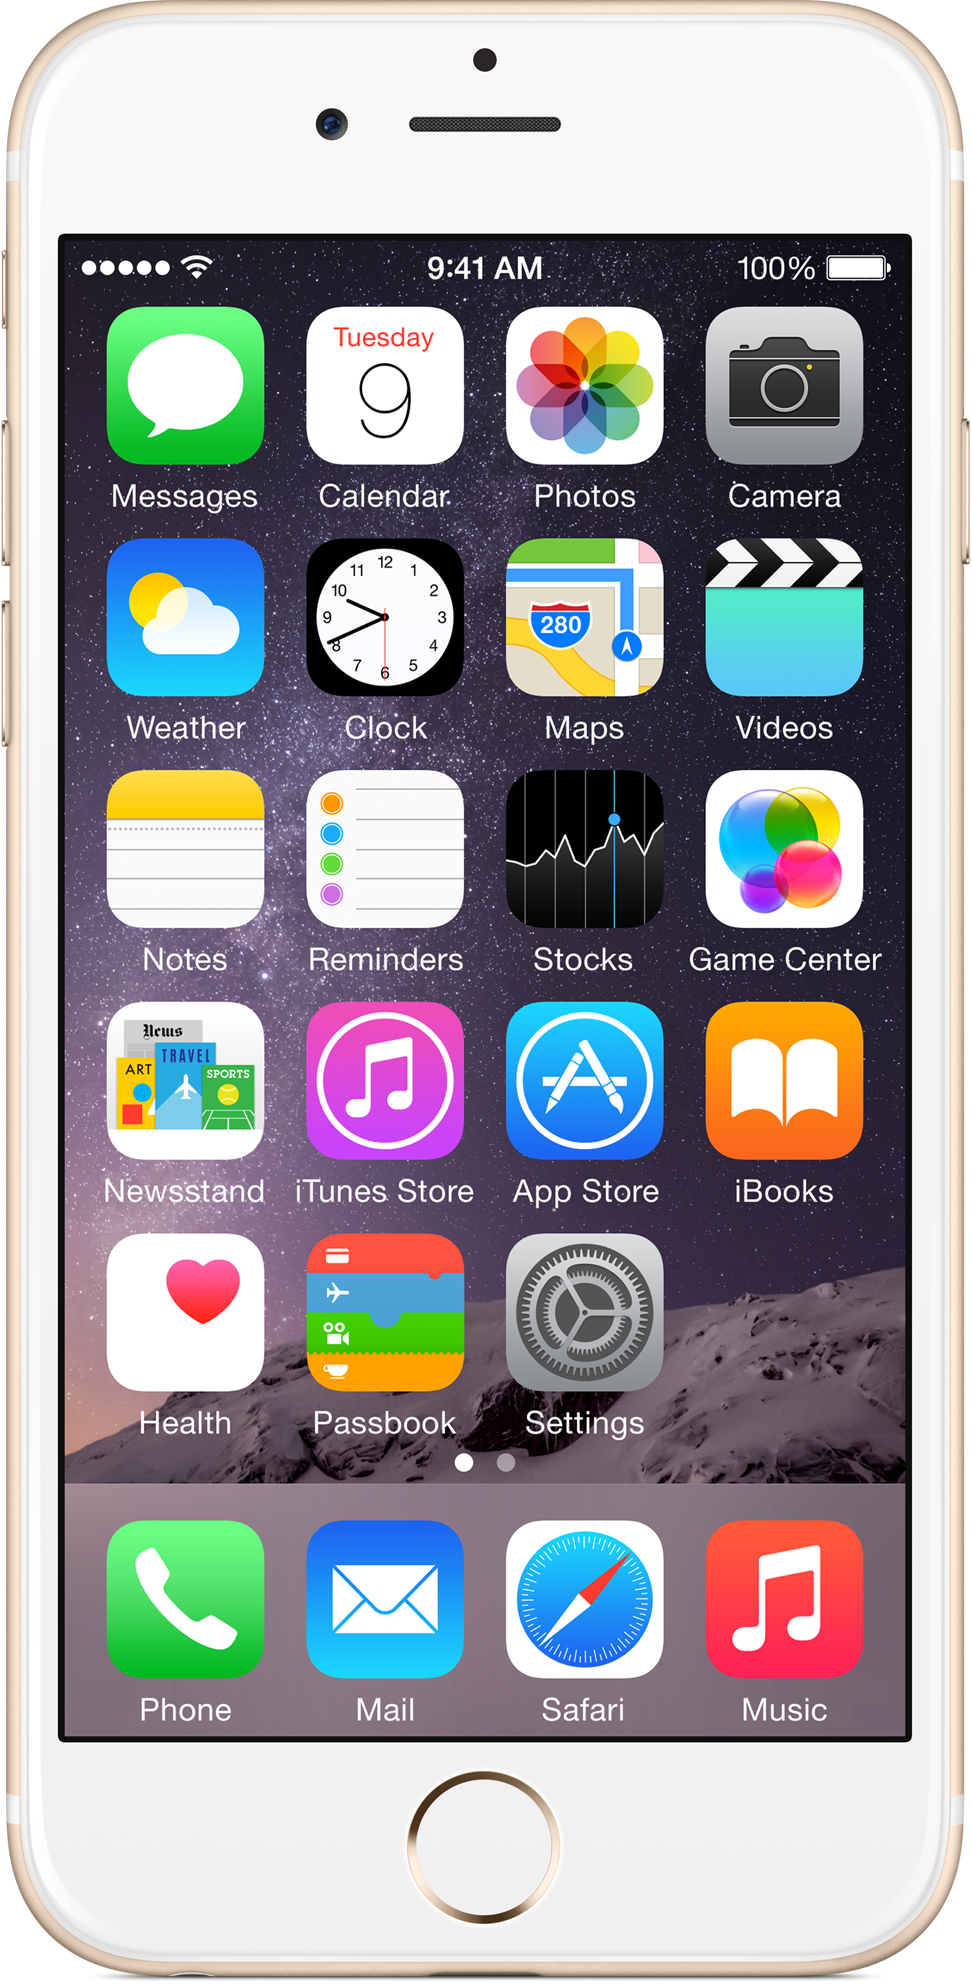 9:41 AM 100%
Tuesday
9
Messages Calendar Photos Camera
12
11 1
10 2
9 3
8 4
7 5
6
280
Weather Clock Maps Videos
Notes Reminders Stocks Game Center
News
TRAVEL
ART
SPORTS
Newsstand iTunes Store App Store iBooks
Health Passbook Settings
Phone Mail Safari Music